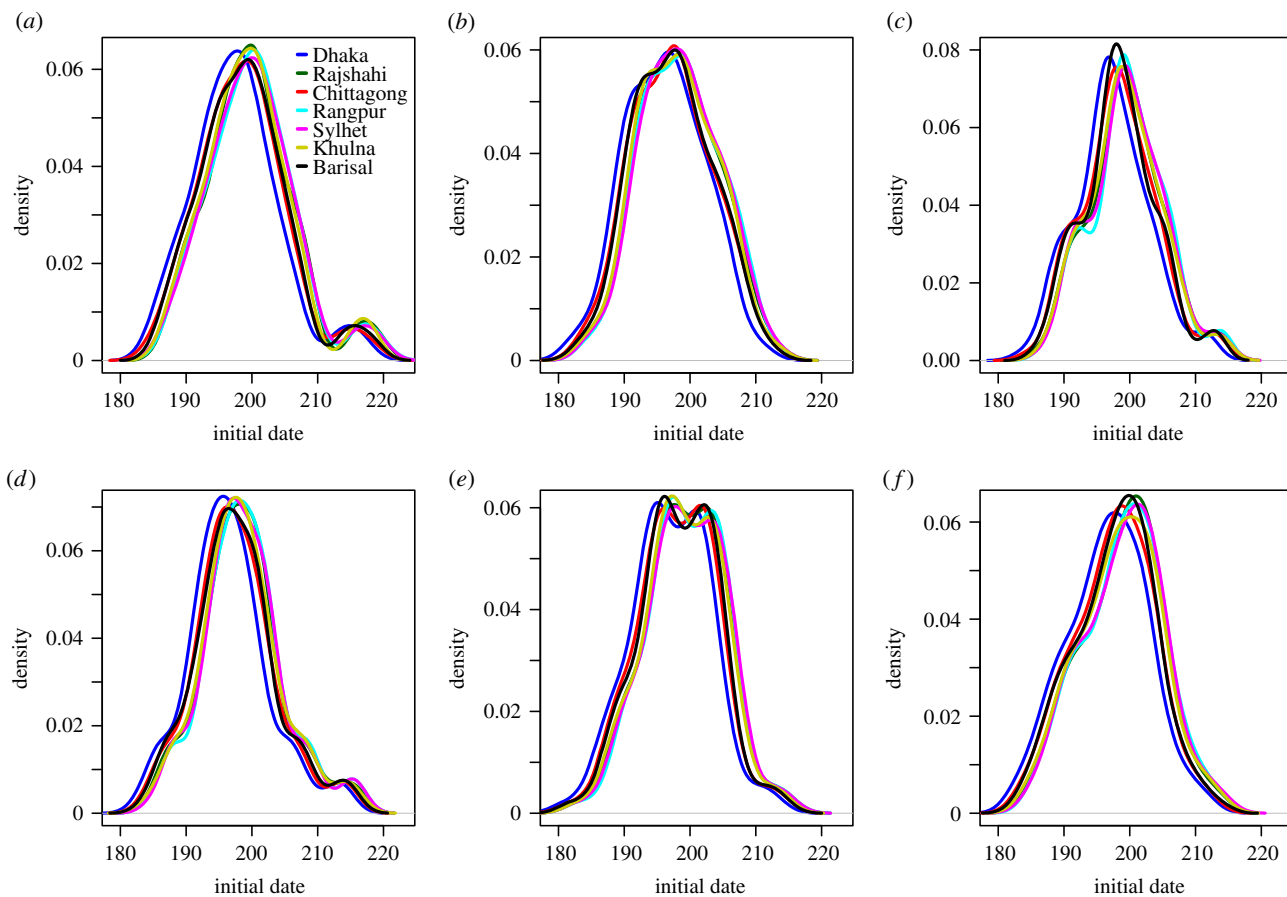 (a)
0.06
0.04
0.02
0
density
Dhaka
Rajshahi
Chittagong
Rangpur
Sylhet
Khulna
Barisal
180 190 200 210 220
initial date
(b)
0.06
0.04
0.02
0
density
180 190 200 210 220
initial date
(c)
0.08
0.06
0.04
0.02
0.00
density
180 190 200 210 220
initial date
(d)
0.06
0.04
0.02
0
density
180 190 200 210 220
initial date
(e)
0.06
0.04
0.02
0
density
180 190 200 210 220
initial date
(f)
0.06
0.04
0.02
0
density
180 190 200 210 220
initial date